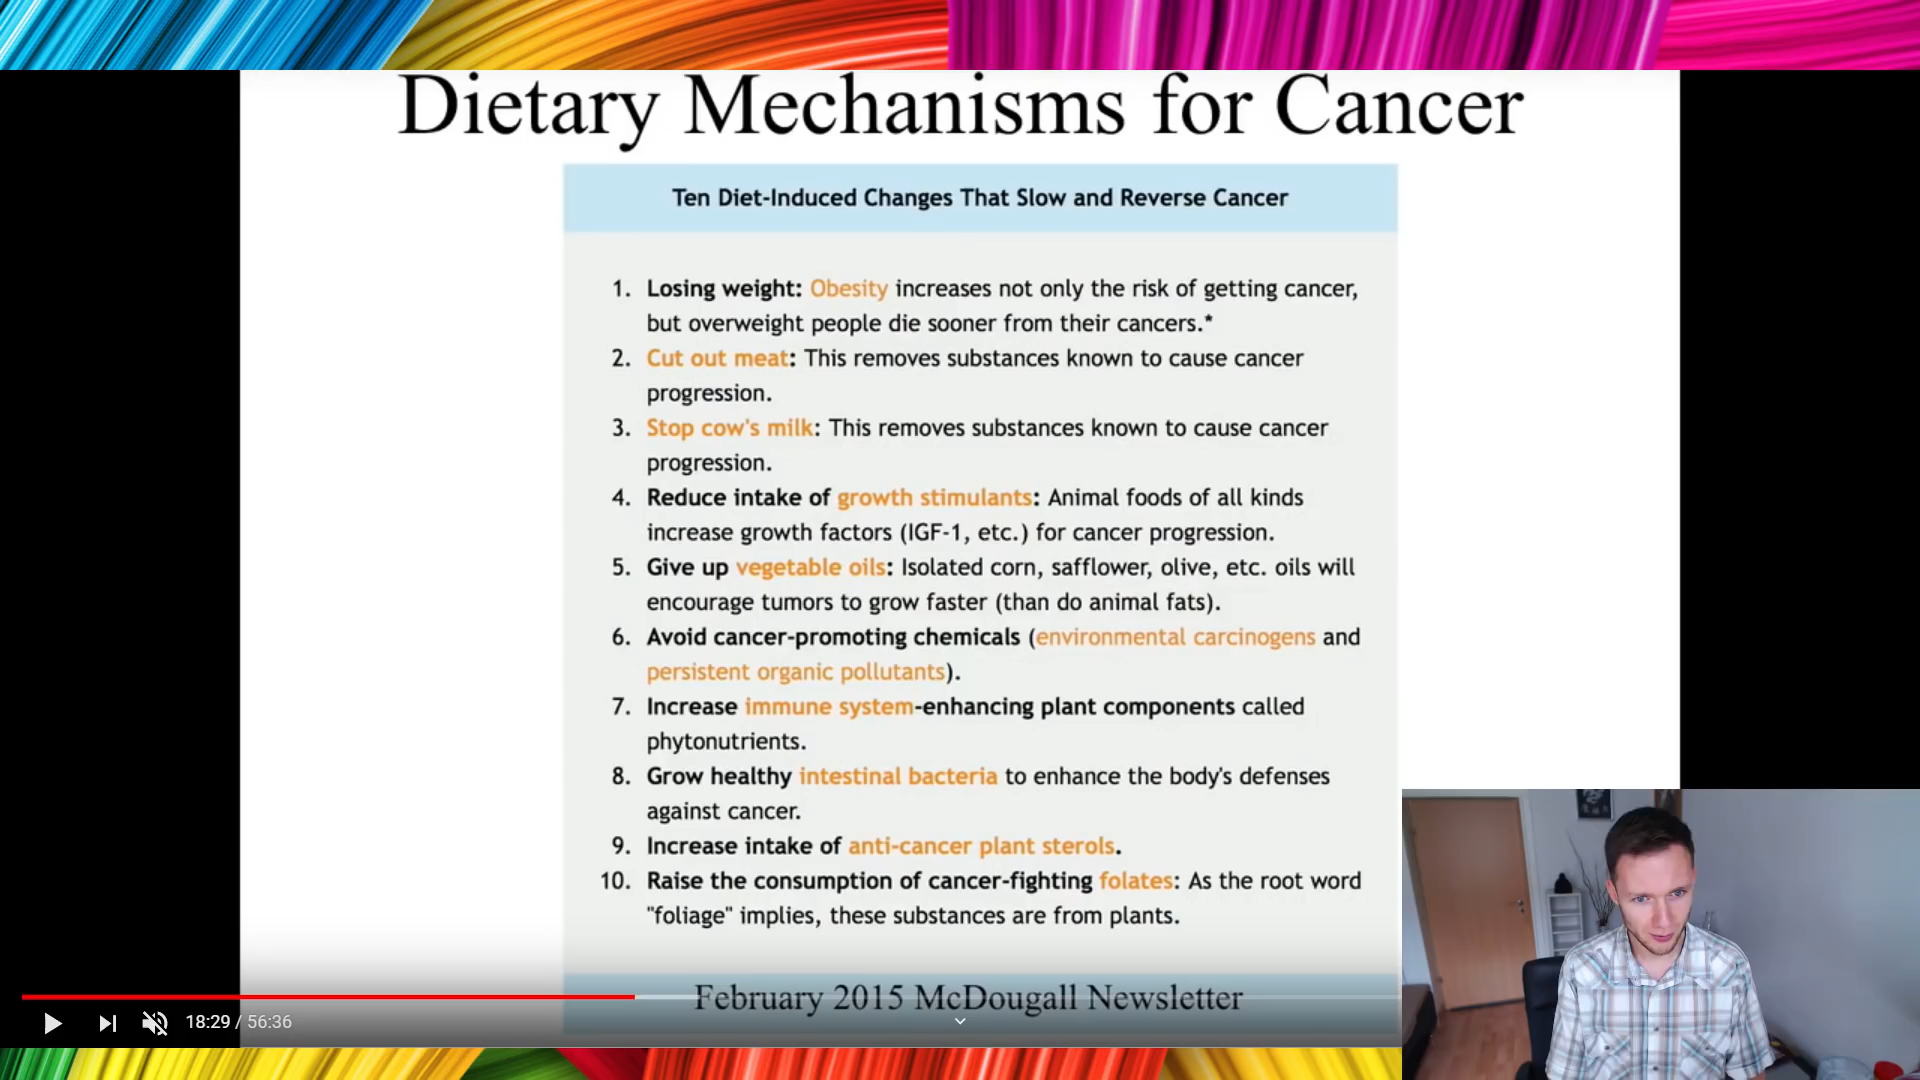 Dietary Mechanisms for Cancer
Ten Diet-Induced Changes That Slow and Reverse Cancer
1. Losing weight: Obesity increases not only the risk of getting cancer,
but overweight people die sooner from their cancers.*
2. Cut out meat: This removes substances known to cause cancer
progression.
3. Stop cow's milk: This removes substances known to cause cancer
progression.
4. Reduce intake of growth stimulants: Animal foods of all kinds
increase growth factors (IGF-1, etc.) for cancer progression.
5. Give up vegetable oils: Isolated corn, safflower, olive, etc. oils will
encourage tumors to grow faster (than do animal fats).
6. Avoid cancer-promoting chemicals (environmental carcinogens and
persistent organic pollutants).
7. Increase immune system-enhancing plant components called
phytonutrients.
8. Grow healthy intestinal bacteria to enhance the body's defenses
against cancer.
9. Increase intake of anti-cancer plant sterols.
10. Raise the consumption of cancer-fighting folates: As the root word
"foliage" implies, these substances are from plants.
February 2015 McDougall Newsletter
18:29 / 56:36